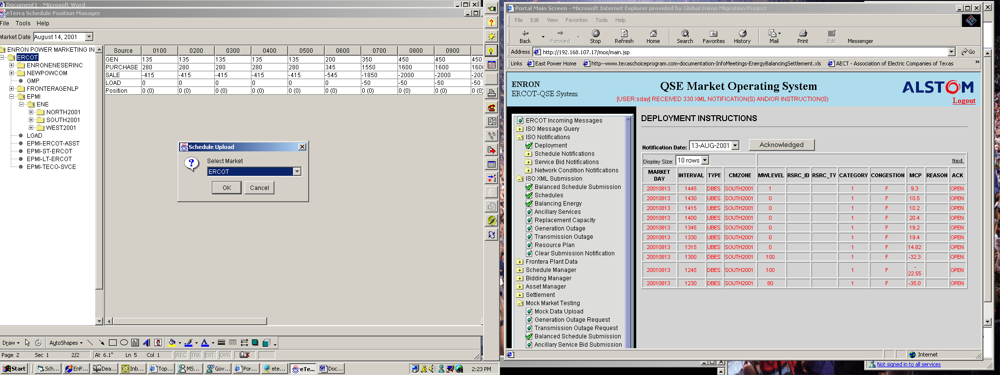 Document1 - Microsoft Word
eTerra Schedule Position Manager
File Tools Help
Market Date August 14, 2001
ENRON POWER MARKETING IN
ERCOT
ENRONENESERINC
NEWPOWCOM
GMP
FRONTERAGENLP
EPMI
ENE
NORTH2001
SOUTH2001
WEST2001
LOAD
EPMI-ERCOT-ASST
EPMI-ST-ERCOT
EPMI-LT-ERCOT
EPMI-TECO-SVCE
Source 0100 0200 0300 0400 0500 0600 0700 0800 0900
GEN 135 135 135 135 135 200 350 450 450 450
PURCHASE 280 280 280 280 280 345 1550 1600 1600 160
SALE -415 -415 -415 -415 -415 -545 -1850 -2000 -2000 -200
LOAD 0 0 0 0 0 0 -50 -50 -50 -50
Position 0 (0) 0 (0) 0 (0) 0 (0) 0 (0) 0 (0) 0 (0) 0 (0) 0 (0) 0 (0)
Schedule Upload
Select Market
ERCOT
OK Cancel
Draw AutoShapes
Page 2 Sec 1 2/2 At 6.1" Ln 5 Col 1 REC TRK EXT OVR
Start Sch... EnP... Dea... Inb... Top... MS... Gov... Por... ete... eTe... Doc... 2:23 PM
Portal Main Screen - Microsoft Internet Explorer provided by Global Enron Migration Project
File Edit View Favorites Tools Help
Back Forward Stop Refresh Home Search Favorites History Mail Print Edit Messenger
Address http://192.168.107.17/mos/main.jsp Go
Links East Power Home http--www.texaschoiceprogram.com-documentation-InfoMeetings-EnergyBalancingSettlement.xls AECT - Association of Electric Companies of Texas
ENRON
ERCOT-QSE System
QSE Market Operating System
[USER:sday] RECEIVED 330 XML NOTIFICATION(S) AND/OR INSTRUCTION(S)
ALSTOM
Logout
ERCOT Incoming Messages
ISO Message Query
ISO Notifications
Deployment
Schedule Notifications
Service Bid Notifications
Network Condition Notifications
ISO XML Submission
Balanced Schedule Submission
Schedules
Balancing Energy
Ancillary Services
Replacement Capacity
Generation Outage
Transmission Outage
Resource Plan
Clear Submission Notification
Frontera Plant Data
Schedule Manager
Bidding Manager
Asset Manager
Settlement
Mock Market Testing
Mock Data Upload
Generation Outage Request
Transmission Outage Request
Balanced Schedule Submission
Ancillary Service Bid Submission
DEPLOYMENT INSTRUCTIONS
Notification Date: 13-AUG-2001 Acknowledged
Display Size: 10 rows Next
MARKET DAY INTERVAL TYPE CMZONE MWLEVEL RSRC_ID RSRC_TY CATEGORY CONGESTION MCP REASON ACK
20010813 1445 DBES SOUTH2001 1 1 F 9.3 OPEN
20010813 1430 UBES SOUTH2001 0 1 F 10.5 OPEN
20010813 1415 UBES SOUTH2001 0 1 F 10.2 OPEN
20010813 1400 UBES SOUTH2001 0 1 F 20.4 OPEN
20010813 1345 UBES SOUTH2001 0 1 F 19.2 OPEN
20010813 1330 UBES SOUTH2001 0 1 F 19.4 OPEN
20010813 1315 UBES SOUTH2001 0 1 F 14.82 OPEN
20010813 1300 DBES SOUTH2001 100 1 F -32.3 OPEN
20010813 1245 DBES SOUTH2001 100 1 F -22.55 OPEN
20010813 1230 DBES SOUTH2001 80 1 F -35.0 OPEN
Internet
Not signed in to all services